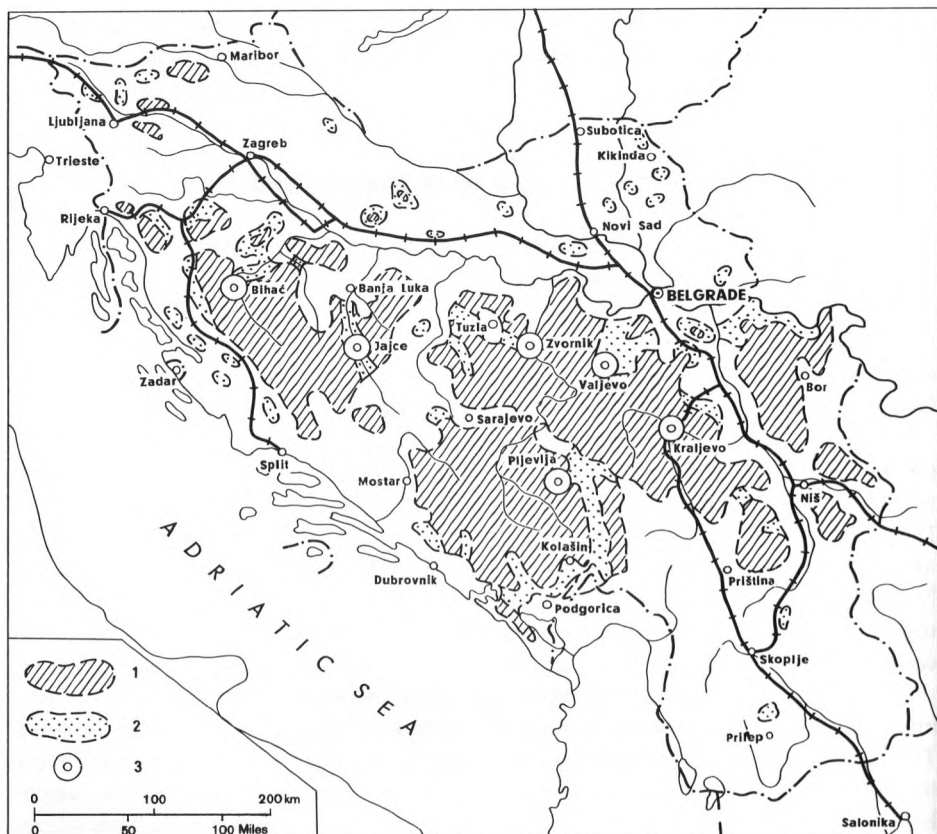 Maribor
Ljubljana
Zagreb
Trieste
Rijeka
Subotica
Kikinda
Novi Sad
BELGRADE
Bihać
Banja Luka
Tuzla
Zvornik
Jajce
Valjevo
Bor
Zadar
Sarajevo
Kraljevo
Split
Pljevlja
Mostar
Niš
Kolašin
Dubrovnik
Priština
Podgorica
ADRIATIC SEA
Skoplje
Prilep
Salonika
1
2
3
0 100 200 km
50 100 Miles